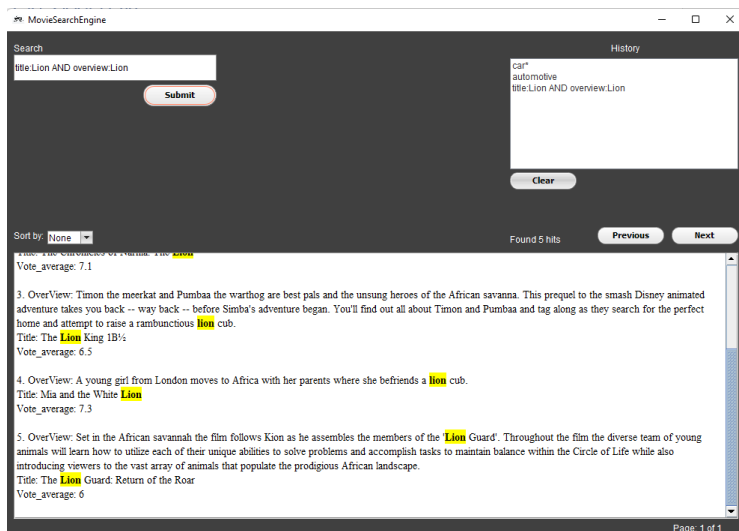 MovieSearchEngine
Search
History
title:Lion AND overview:Lion
Submit
car*
automotive
title:Lion AND overview:Lion
Clear
Sort by: None
Found 5 hits
Previous
Next
Title: The Chronicles of Narnia: The Lion
Vote_average: 7.1
3. OverView: Timon the meerkat and Pumbaa the warthog are best pals and the unsung heroes of the African savanna. This prequel to the smash Disney animated
adventure takes you back -- way back -- before Simba's adventure began. You'll find out all about Timon and Pumbaa and tag along as they search for the perfect
home and attempt to raise a rambunctious lion cub.
Title: The Lion King 1В½
Vote_average: 6.5
4. OverView: A young girl from London moves to Africa with her parents where she befriends a lion cub.
Title: Mia and the White Lion
Vote_average: 7.3
5. OverView: Set in the African savannah the film follows Kion as he assembles the members of the 'Lion Guard'. Throughout the film the diverse team of young
animals will learn how to utilize each of their unique abilities to solve problems and accomplish tasks to maintain balance within the Circle of Life while also
introducing viewers to the vast array of animals that populate the prodigious African landscape.
Title: The Lion Guard: Return of the Roar
Vote_average: 6
Page: 1 of 1